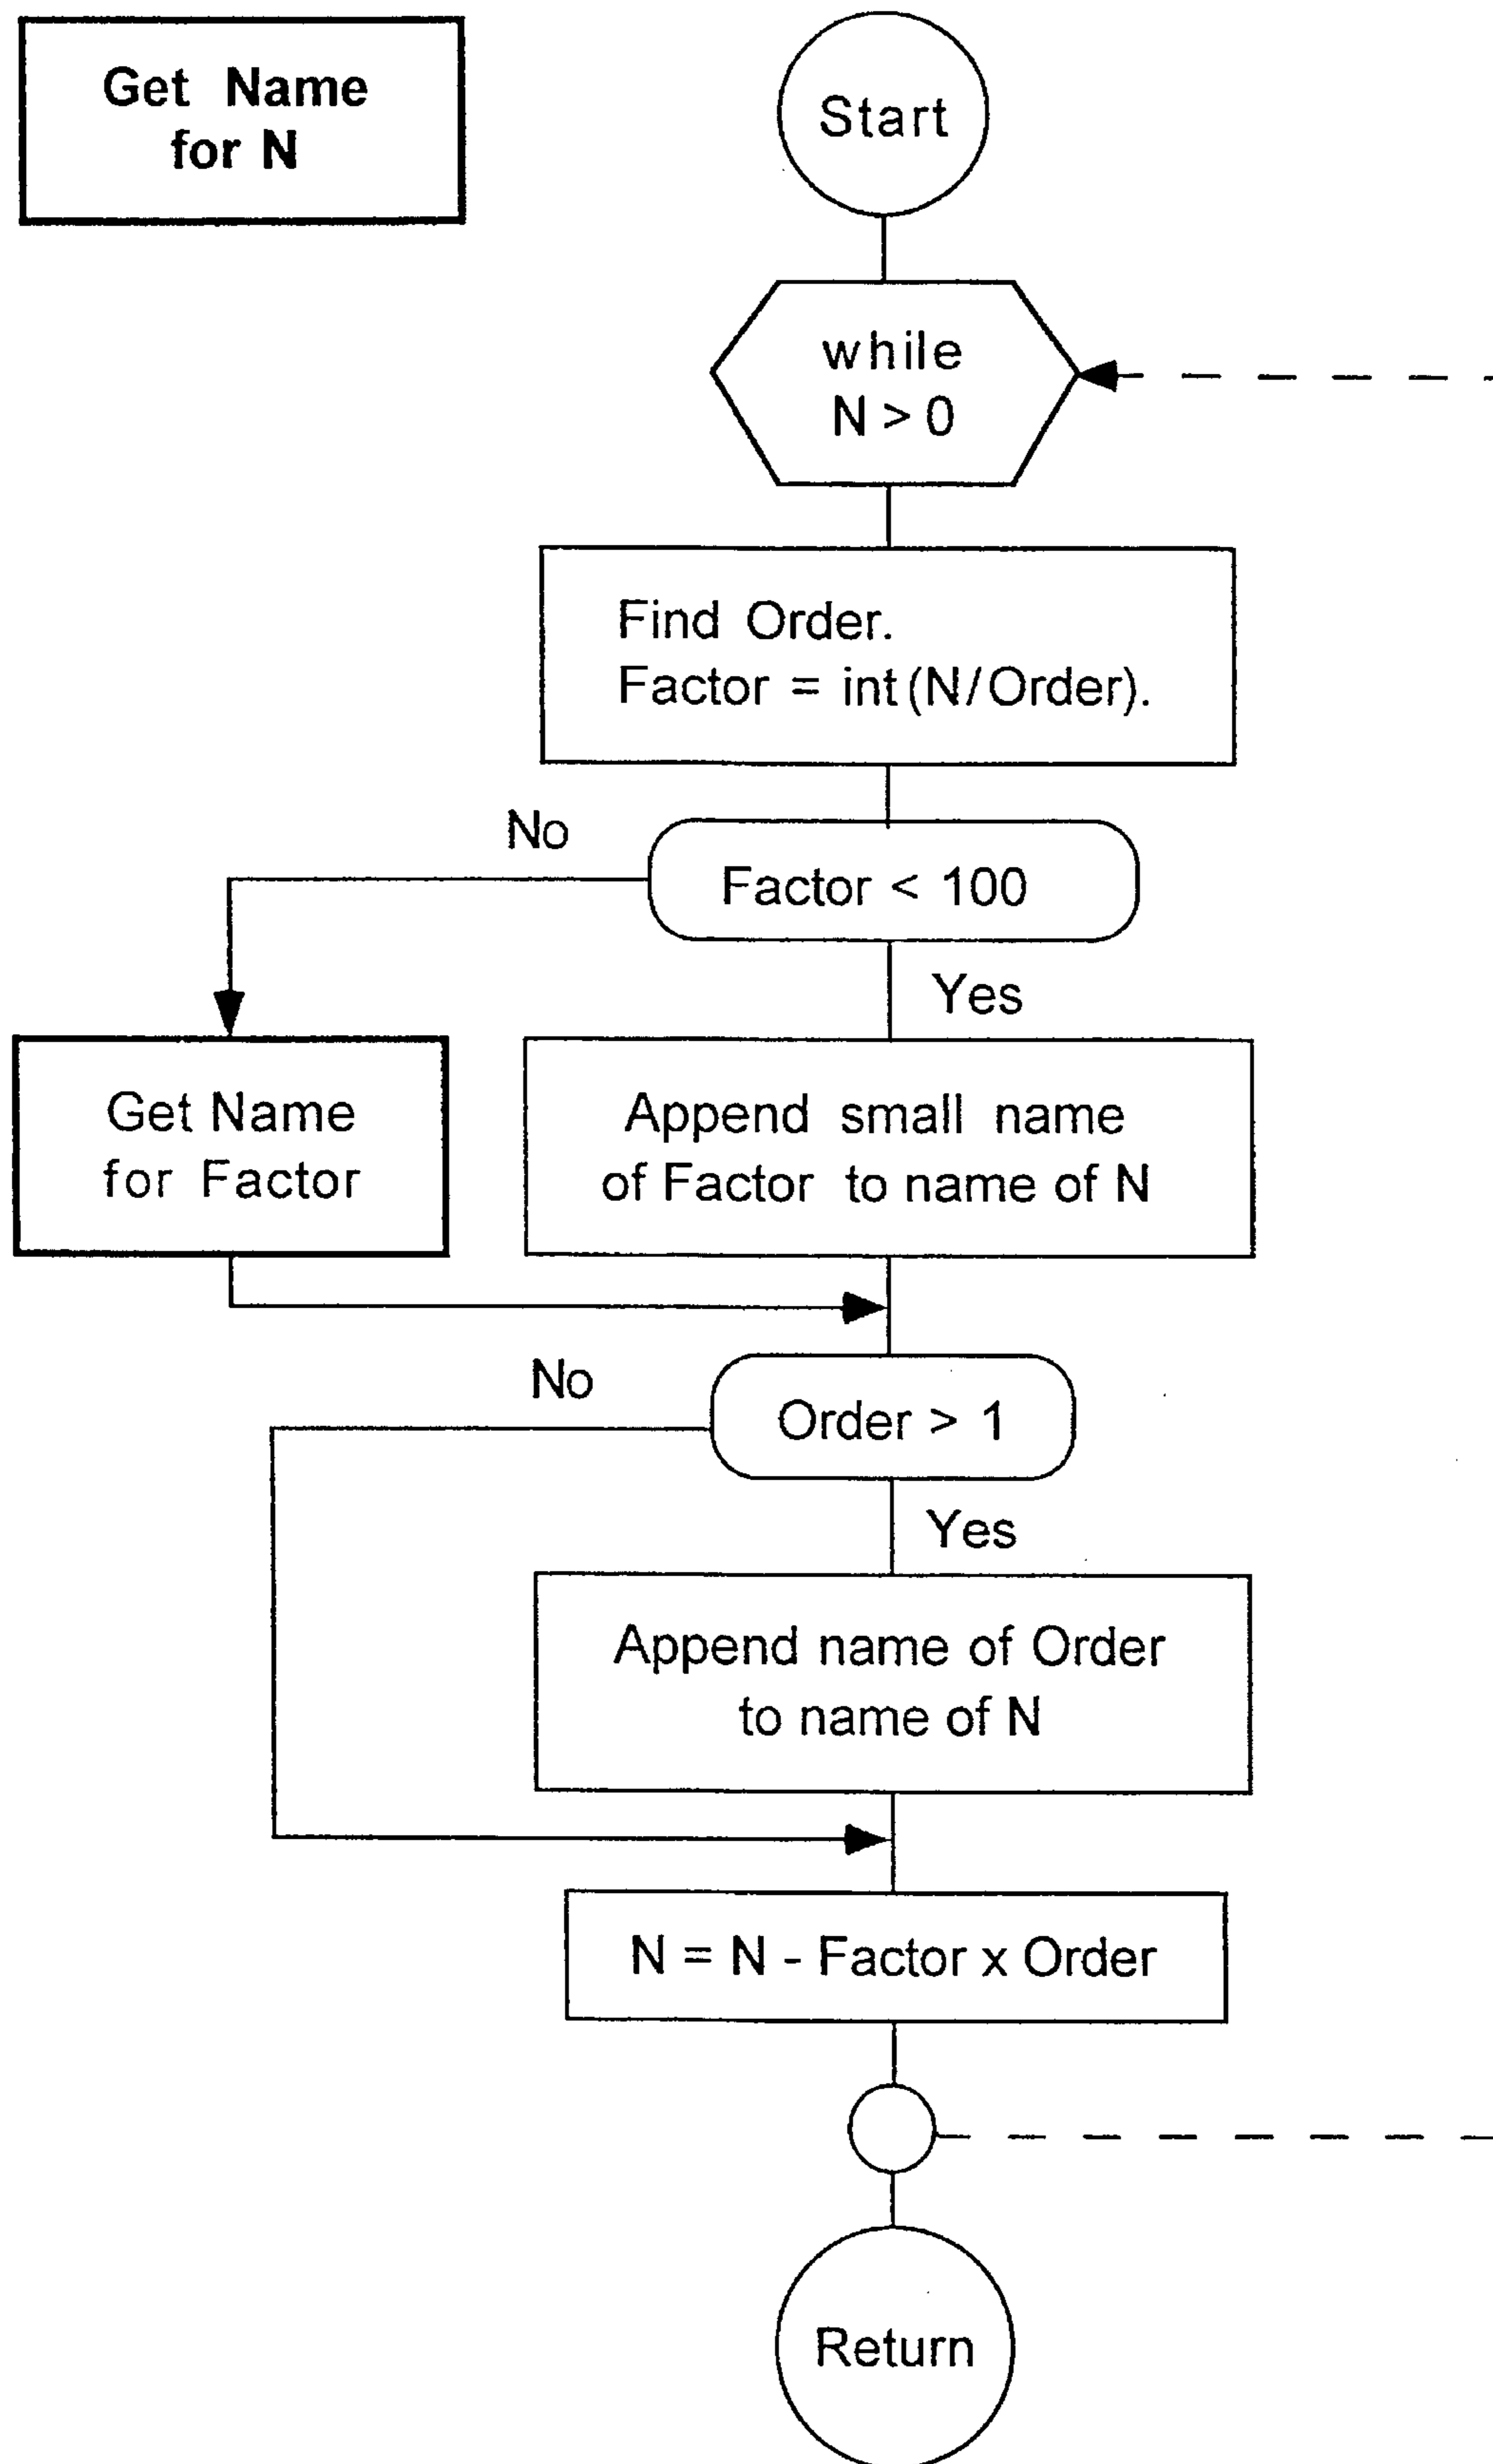 Get Name
for N
Start
while
N > 0
Find Order.
Factor = int(N/Order).
No
Factor < 100
Yes
Get Name
for Factor
Append small name
of Factor to name of N
No
Order > 1
Yes
Append name of Order
to name of N
N = N - Factor x Order
Return